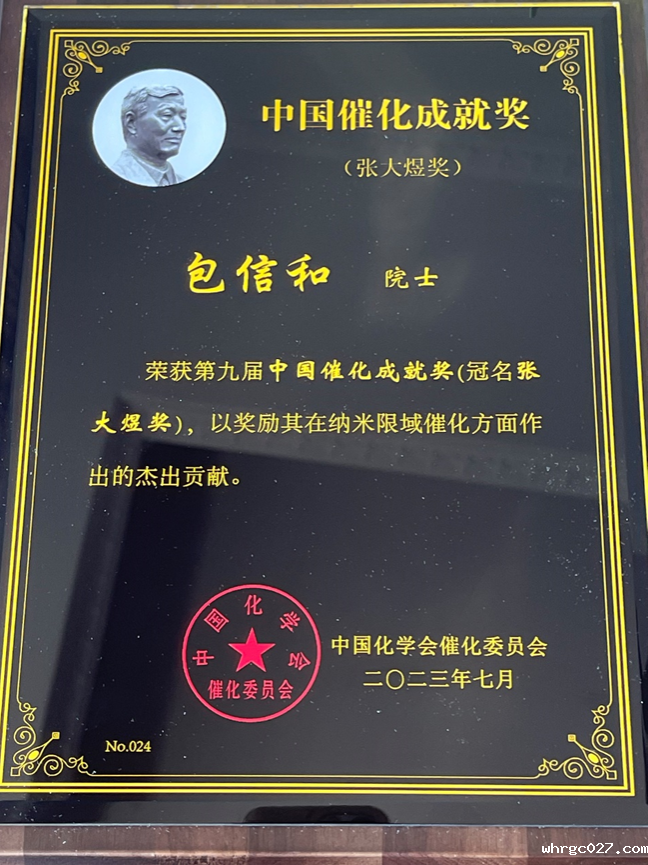 中国催化成就奖
（张大煜奖）
包信和 院士
荣获第九届中国催化成就奖(冠名张
大煜奖)，以奖励其在纳米限域催化方面作
出的杰出贡献。
中国化学会
催化委员会
中国化学会催化委员会
二〇二三年七月
No.024
whrgc027.com